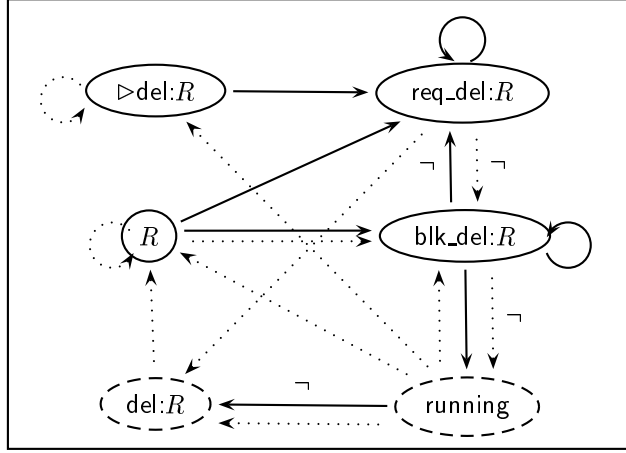 ▷del:R req_del:R
¬ ¬
R blk_del:R
¬
¬
del:R running